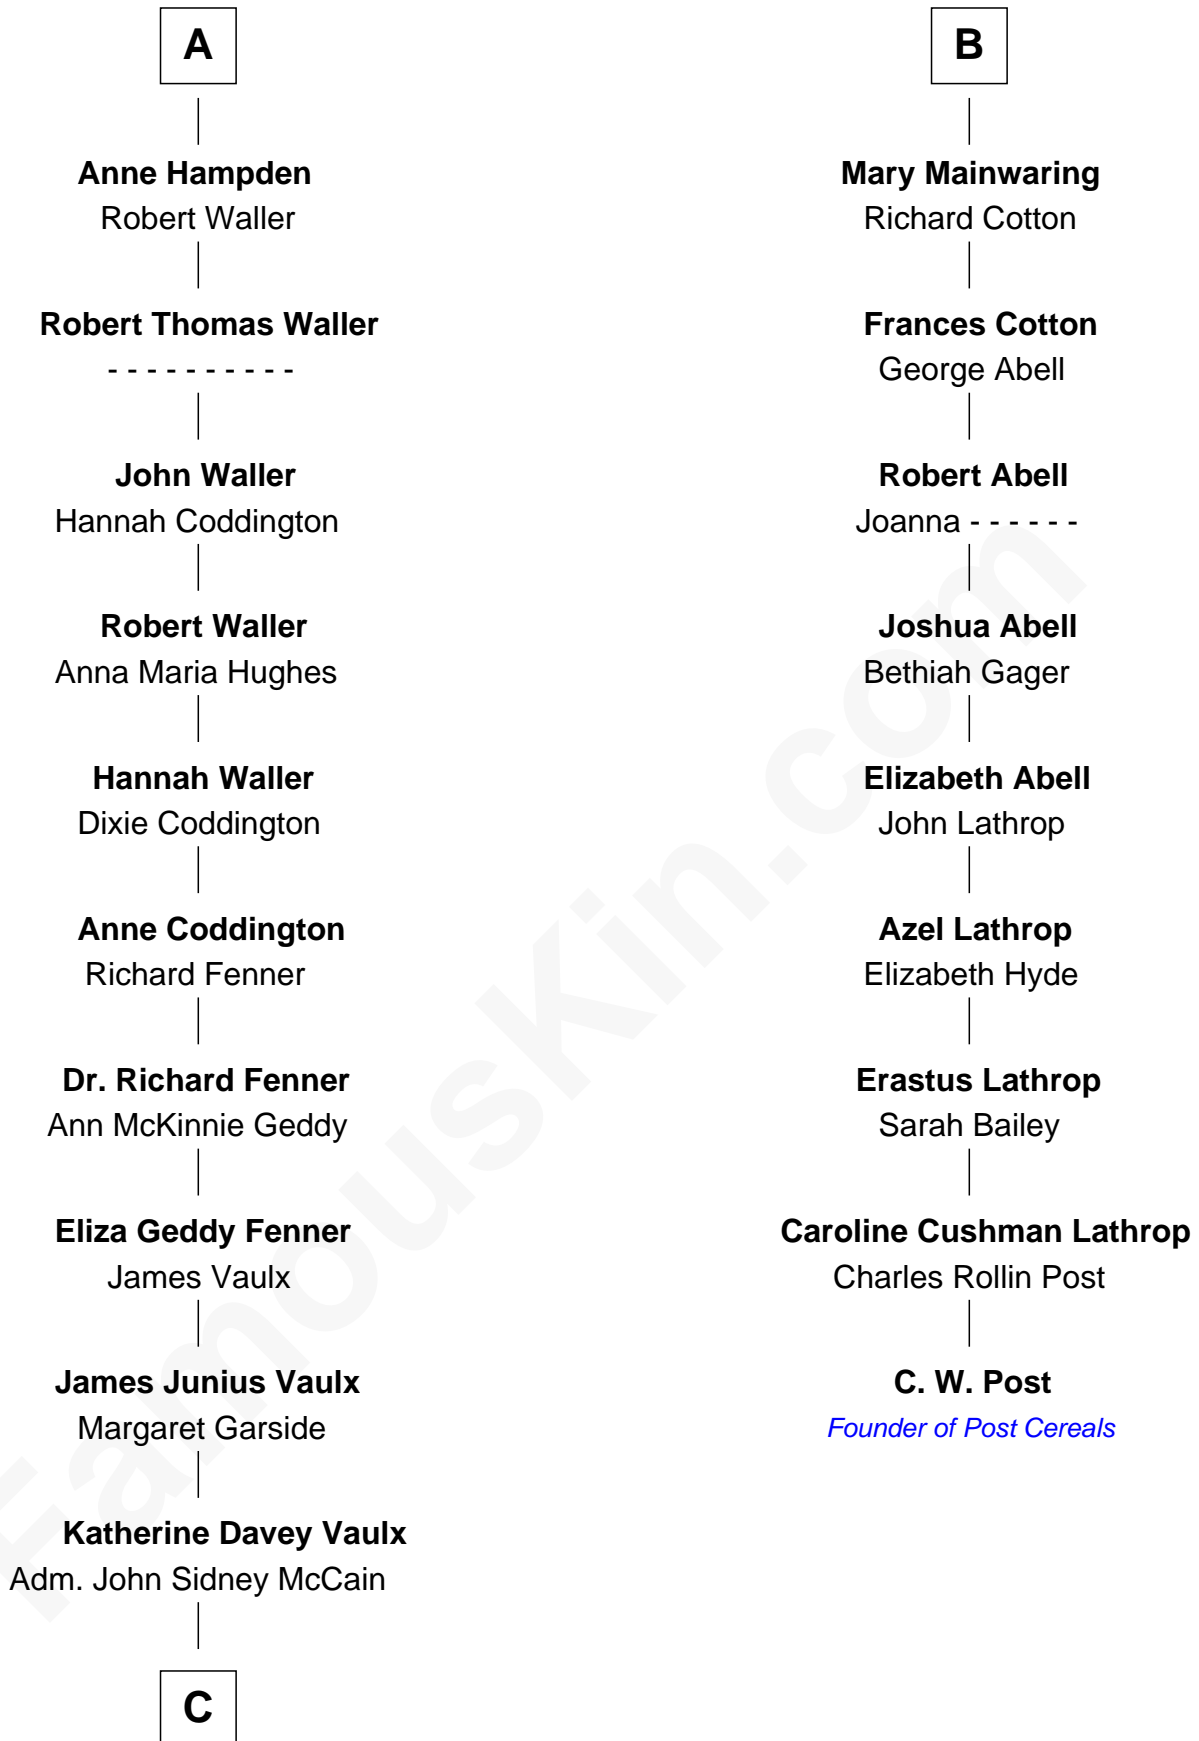 A
Anne Hampden
Robert Waller
Robert Thomas Waller
- - - - - - - - - -
John Waller
Hannah Coddington
Robert Waller
Anna Maria Hughes
Hannah Waller
Dixie Coddington
Anne Coddington
Richard Fenner
Dr. Richard Fenner
Ann McKinnie Geddy
Eliza Geddy Fenner
James Vaulx
James Junius Vaulx
Margaret Garside
Katherine Davey Vaulx
Adm. John Sidney McCain
C
B
Mary Mainwaring
Richard Cotton
Frances Cotton
George Abell
Robert Abell
Joanna - - - - - -
Joshua Abell
Bethiah Gager
Elizabeth Abell
John Lathrop
Azel Lathrop
Elizabeth Hyde
Erastus Lathrop
Sarah Bailey
Caroline Cushman Lathrop
Charles Rollin Post
C. W. Post
Founder of Post Cereals
FamousKin.com